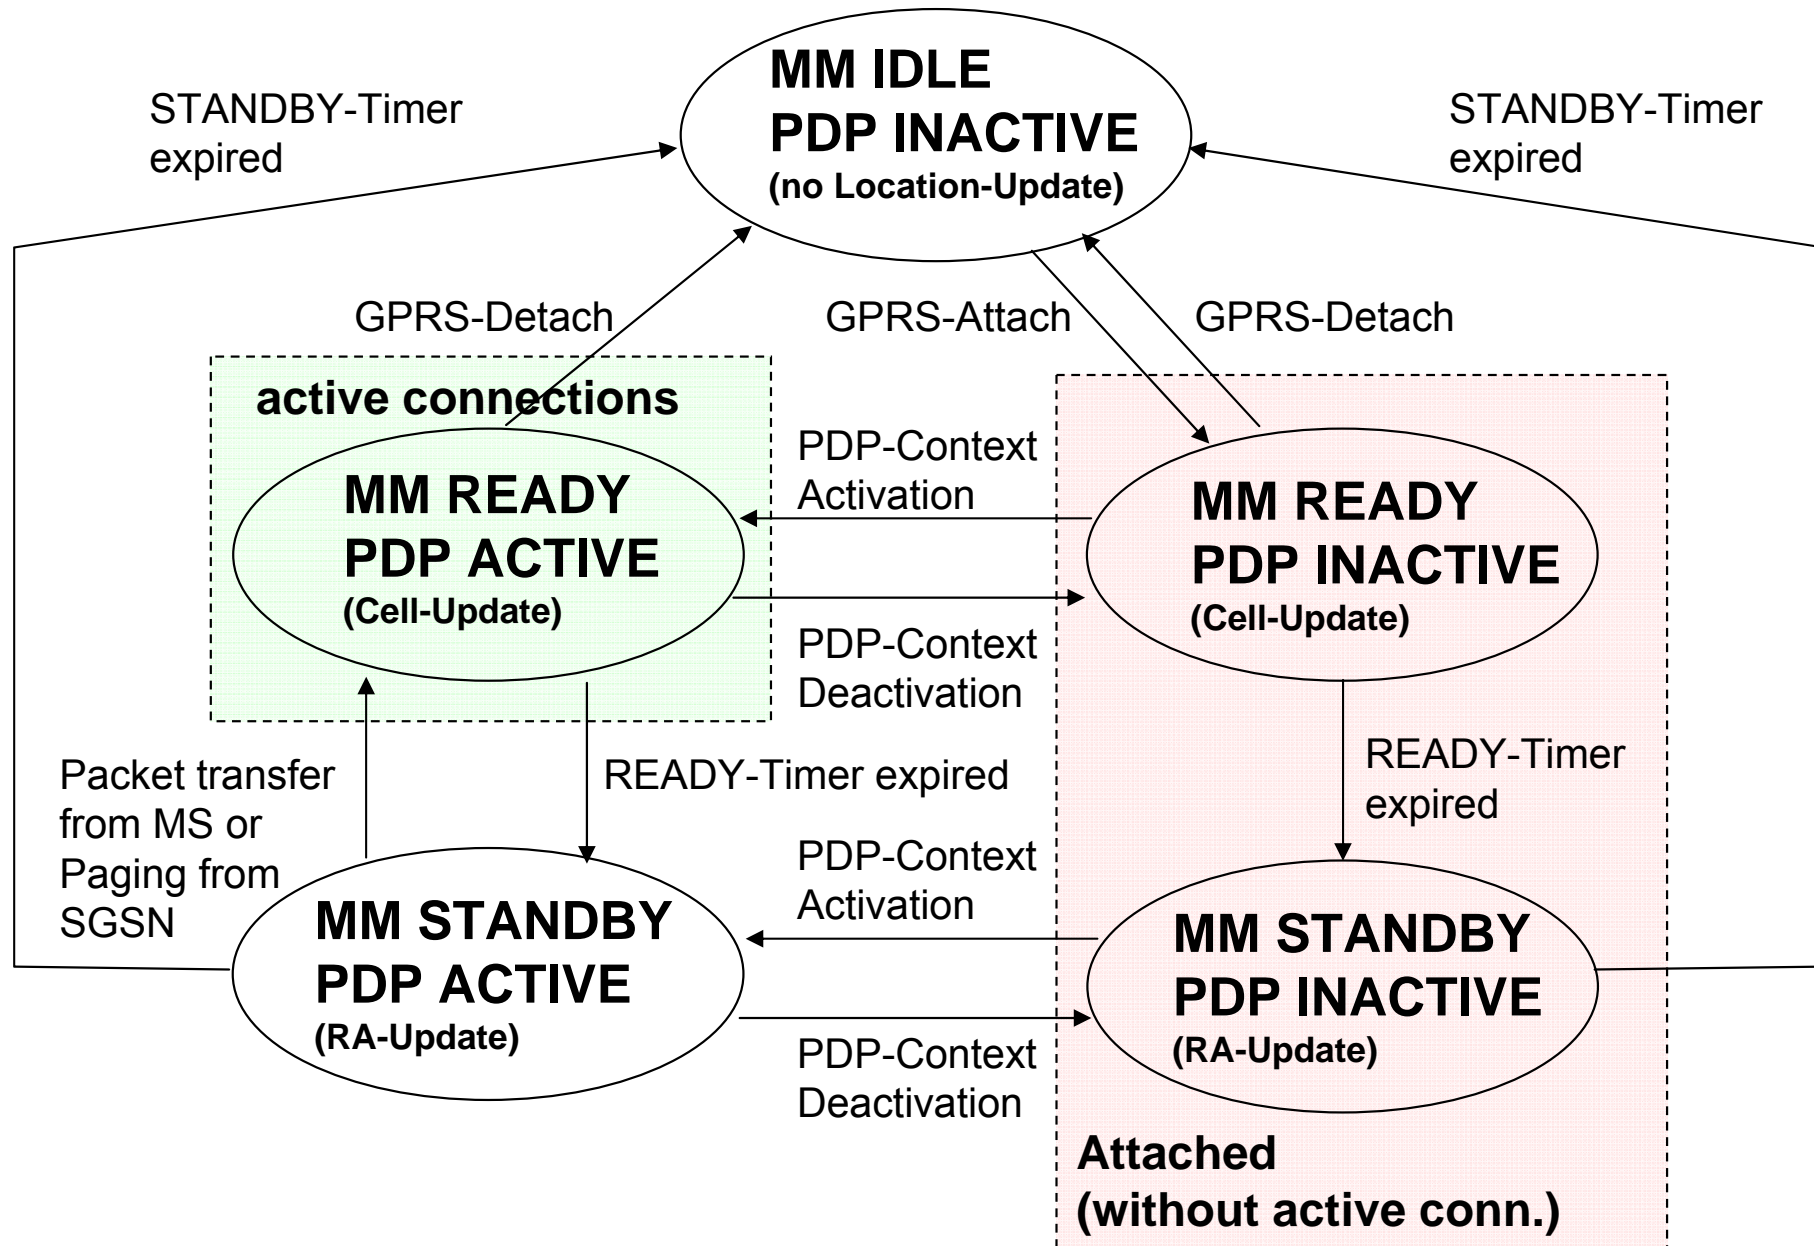 MM IDLE
PDP INACTIVE
(no Location-Update)
STANDBY-Timer
expired
STANDBY-Timer
expired
GPRS-Detach
GPRS-Attach
GPRS-Detach
active connections
MM READY
PDP ACTIVE
(Cell-Update)
PDP-Context
Activation
PDP-Context
Deactivation
MM READY
PDP INACTIVE
(Cell-Update)
Packet transfer
from MS or
Paging from
SGSN
READY-Timer expired
READY-Timer
expired
MM STANDBY
PDP ACTIVE
(RA-Update)
PDP-Context
Activation
PDP-Context
Deactivation
MM STANDBY
PDP INACTIVE
(RA-Update)
Attached
(without active conn.)